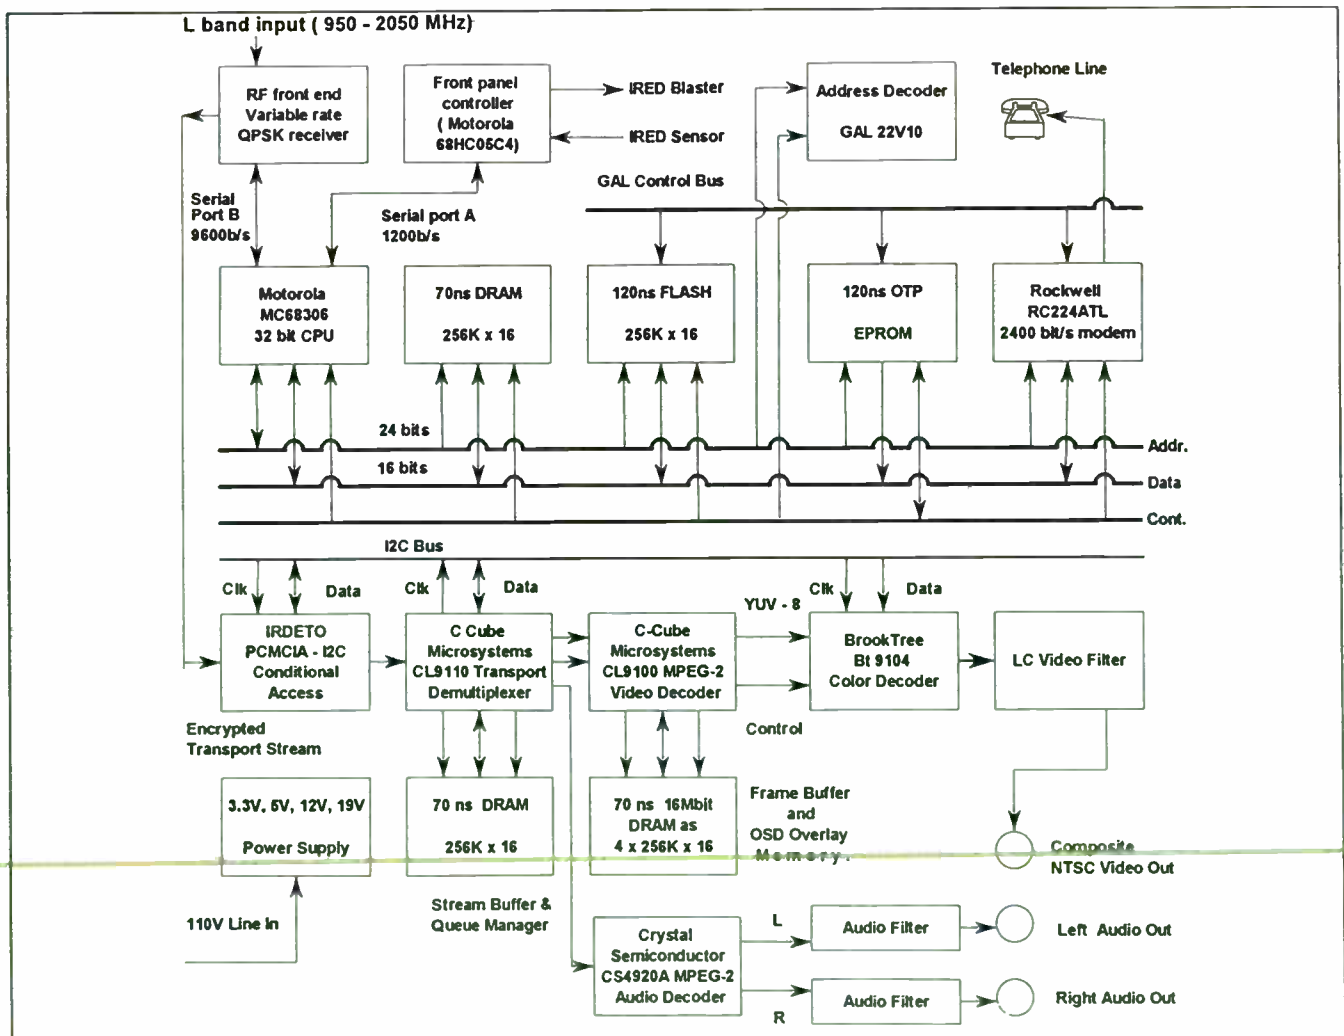 L band input ( 950 - 2050 MHz)
RF front end
Variable rate
QPSK receiver
Front panel
controller
( Motorola
68HC05C4)
IRED Blaster
IRED Sensor
Address Decoder
GAL 22V10
Telephone Line
GAL Control Bus
Serial
Port B
9600b/s
Serial port A
1200b/s
Motorola
MC68306
32 bit CPU
70ns DRAM
256K x 16
120ns FLASH
256K x 16
120ns OTP
EPROM
Rockwell
RC224ATL
2400 bit/s modem
24 bits
Addr.
16 bits
Data
Cont.
I2C Bus
Clk
Data
Clk
Data
YUV - 8
Clk
Data
IRDETO
PCMCIA - I2C
Conditional
Access
C Cube
Microsystems
CL9110 Transport
Demultiplexer
C-Cube
Microsystems
CL9100 MPEG-2
Video Decoder
BrookTree
Bt 9104
Color Decoder
LC Video Filter
Encrypted
Transport Stream
Control
3.3V, 5V, 12V, 19V
Power Supply
70 ns DRAM
256K x 16
70 ns 16Mbit
DRAM as
4 x 256K x 16
Frame Buffer
and
OSD Overlay
Memory.
Composite
NTSC Video Out
110V Line In
Stream Buffer &
Queue Manager
Crystal
Semiconductor
CS4920A MPEG-2
Audio Decoder
L
Audio Filter
Left Audio Out
R
Audio Filter
Right Audio Out